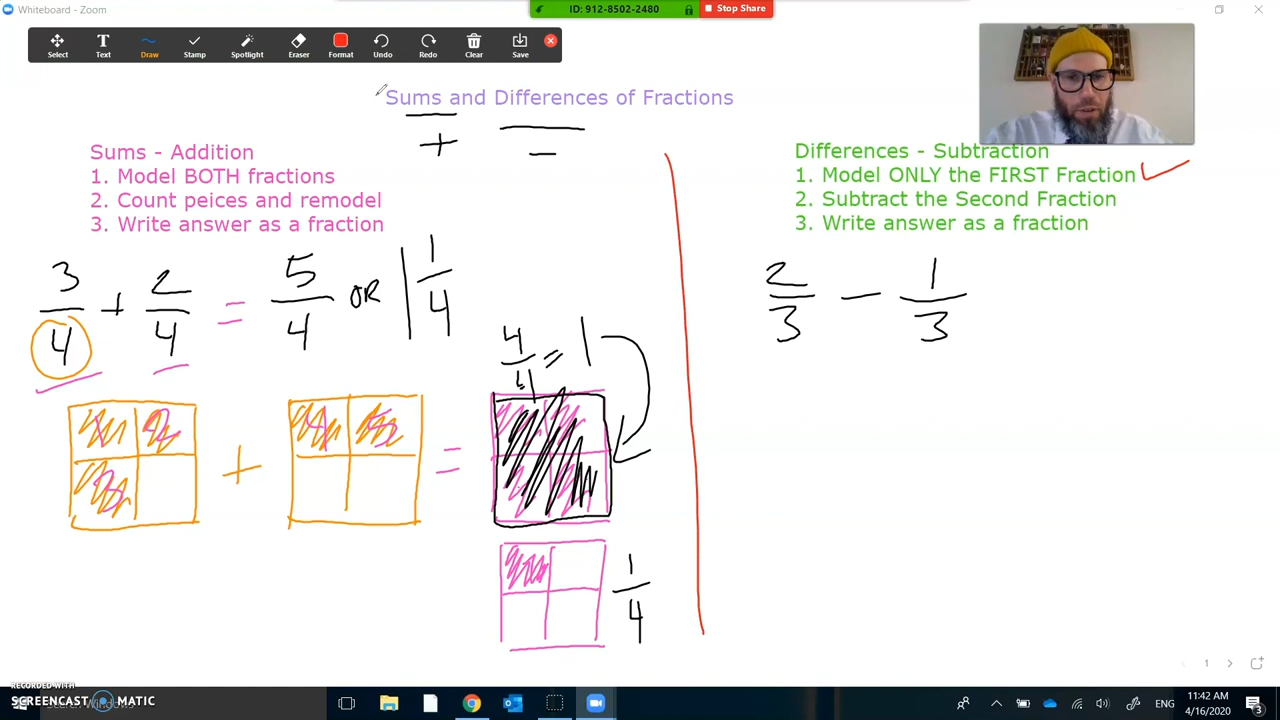 Whiteboard - Zoom
ID: 912-8502-2480
Stop Share
Select
Text
Draw
Stamp
Spotlight
Eraser
Format
Undo
Redo
Clear
Save
Sums and Differences of Fractions
+ −
Sums - Addition
1. Model BOTH fractions
2. Count peices and remodel
3. Write answer as a fraction
3/4 + 2/4 = 5/4 OR 1 1/4
4/4 = 1
+ =
1/4
Differences - Subtraction
1. Model ONLY the FIRST Fraction
2. Subtract the Second Fraction
3. Write answer as a fraction
2/3 − 1/3
1
RECORDED WITH
SCREENCAST MATIC
11:42 AM
4/16/2020
3